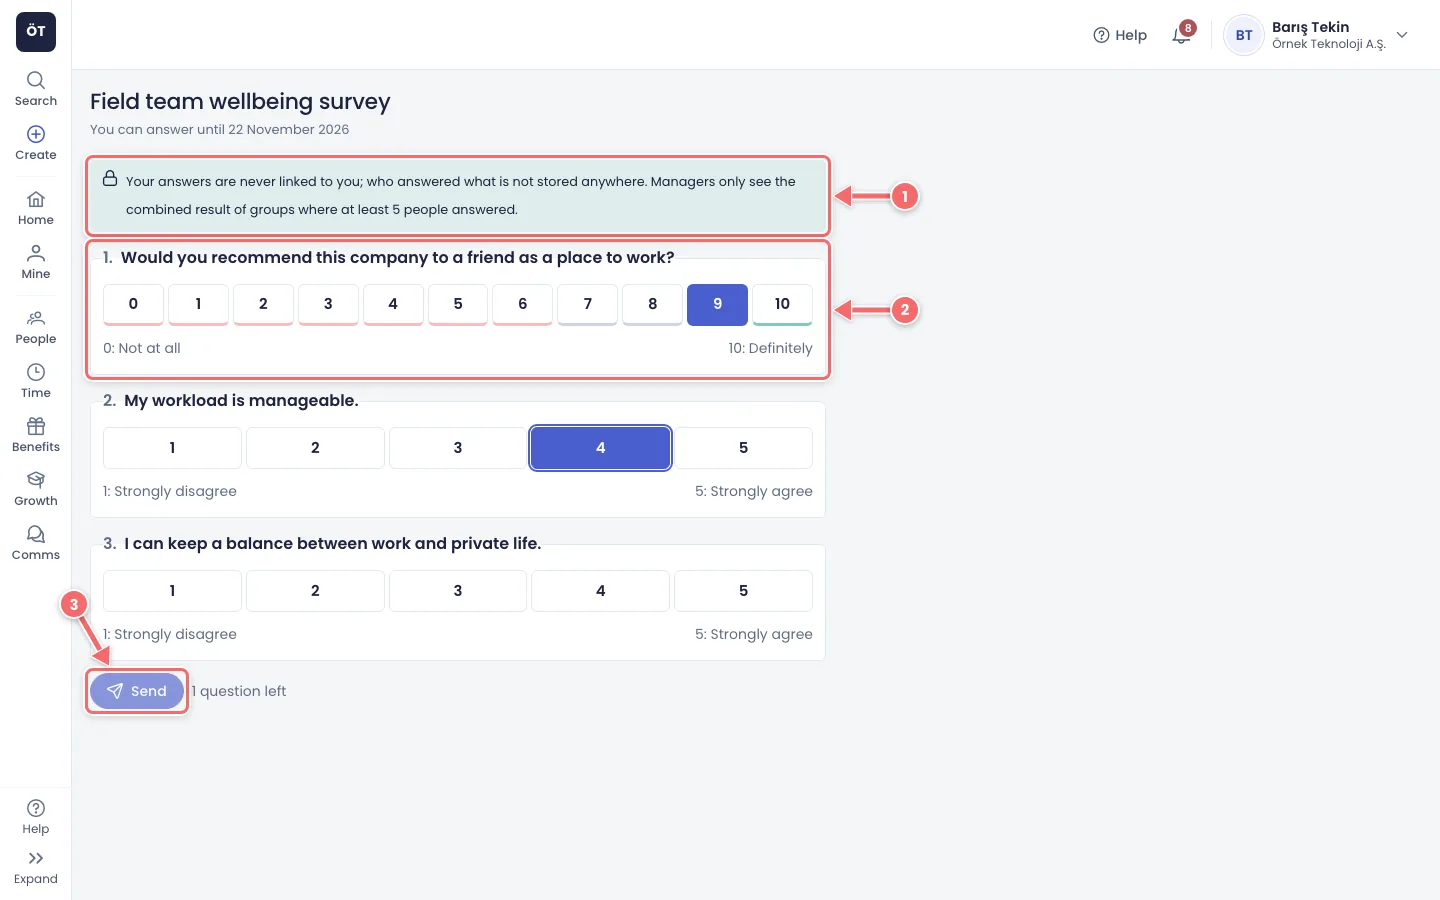 ÖT
Search
Create
Home
Mine
People
Time
Benefits
Growth
Comms
Help
Expand
Help
8
BT
Barış Tekin
Örnek Teknoloji A.Ş.
Field team wellbeing survey
You can answer until 22 November 2026
Your answers are never linked to you; who answered what is not stored anywhere. Managers only see the
combined result of groups where at least 5 people answered.
1
1. Would you recommend this company to a friend as a place to work?
0 1 2 3 4 5 6 7 8 9 10
0: Not at all 10: Definitely
2
2. My workload is manageable.
1 2 3 4 5
1: Strongly disagree 5: Strongly agree
3. I can keep a balance between work and private life.
1 2 3 4 5
1: Strongly disagree 5: Strongly agree
3
Send 1 question left